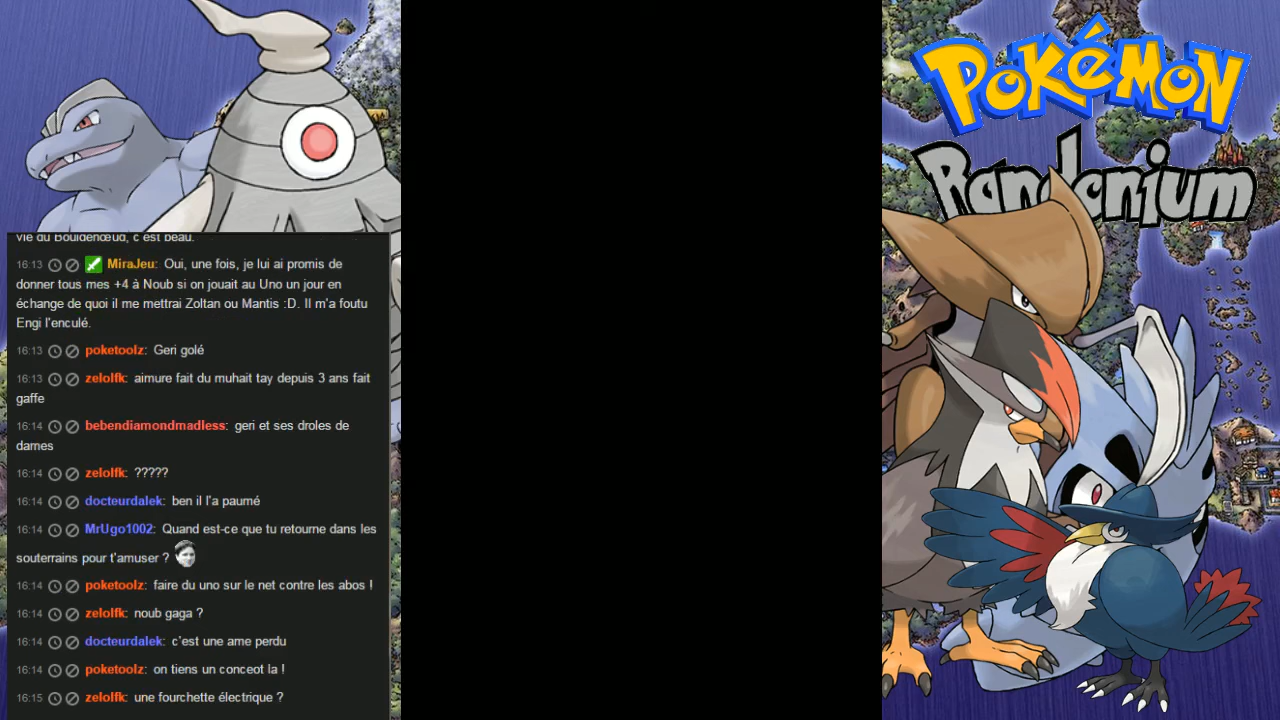 POKÉMON
Randonium
vie du Bouldenœud, c'est beau.
16:13 MiraJeu: Oui, une fois, je lui ai promis de
donner tous mes +4 à Noub si on jouait au Uno un jour en
échange de quoi il me mettrai Zoltan ou Mantis :D. Il m'a foutu
Engi l'enculé.
16:13 poketoolz: Geri golé
16:13 zelolfk: aimure fait du muhait tay depuis 3 ans fait
gaffe
16:14 bebendiamondmadless: geri et ses droles de
dames
16:14 zelolfk: ?????
16:14 docteurdalek: ben il l'a paumé
16:14 MrUgo1002: Quand est-ce que tu retourne dans les
souterrains pour t'amuser ?
16:14 poketoolz: faire du uno sur le net contre les abos !
16:14 zelolfk: noub gaga ?
16:14 docteurdalek: c'est une ame perdu
16:14 poketoolz: on tiens un conceot la !
16:15 zelolfk: une fourchette électrique ?